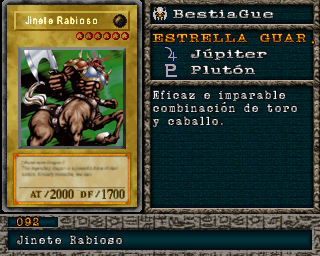 Jinete Rabioso
AT/2000 DF/1700
BestiaGue
ESTRELLA GUAR.
Júpiter
Plutón
Eficaz e imparable
combinación de toro
y caballo.
092
Jinete Rabioso